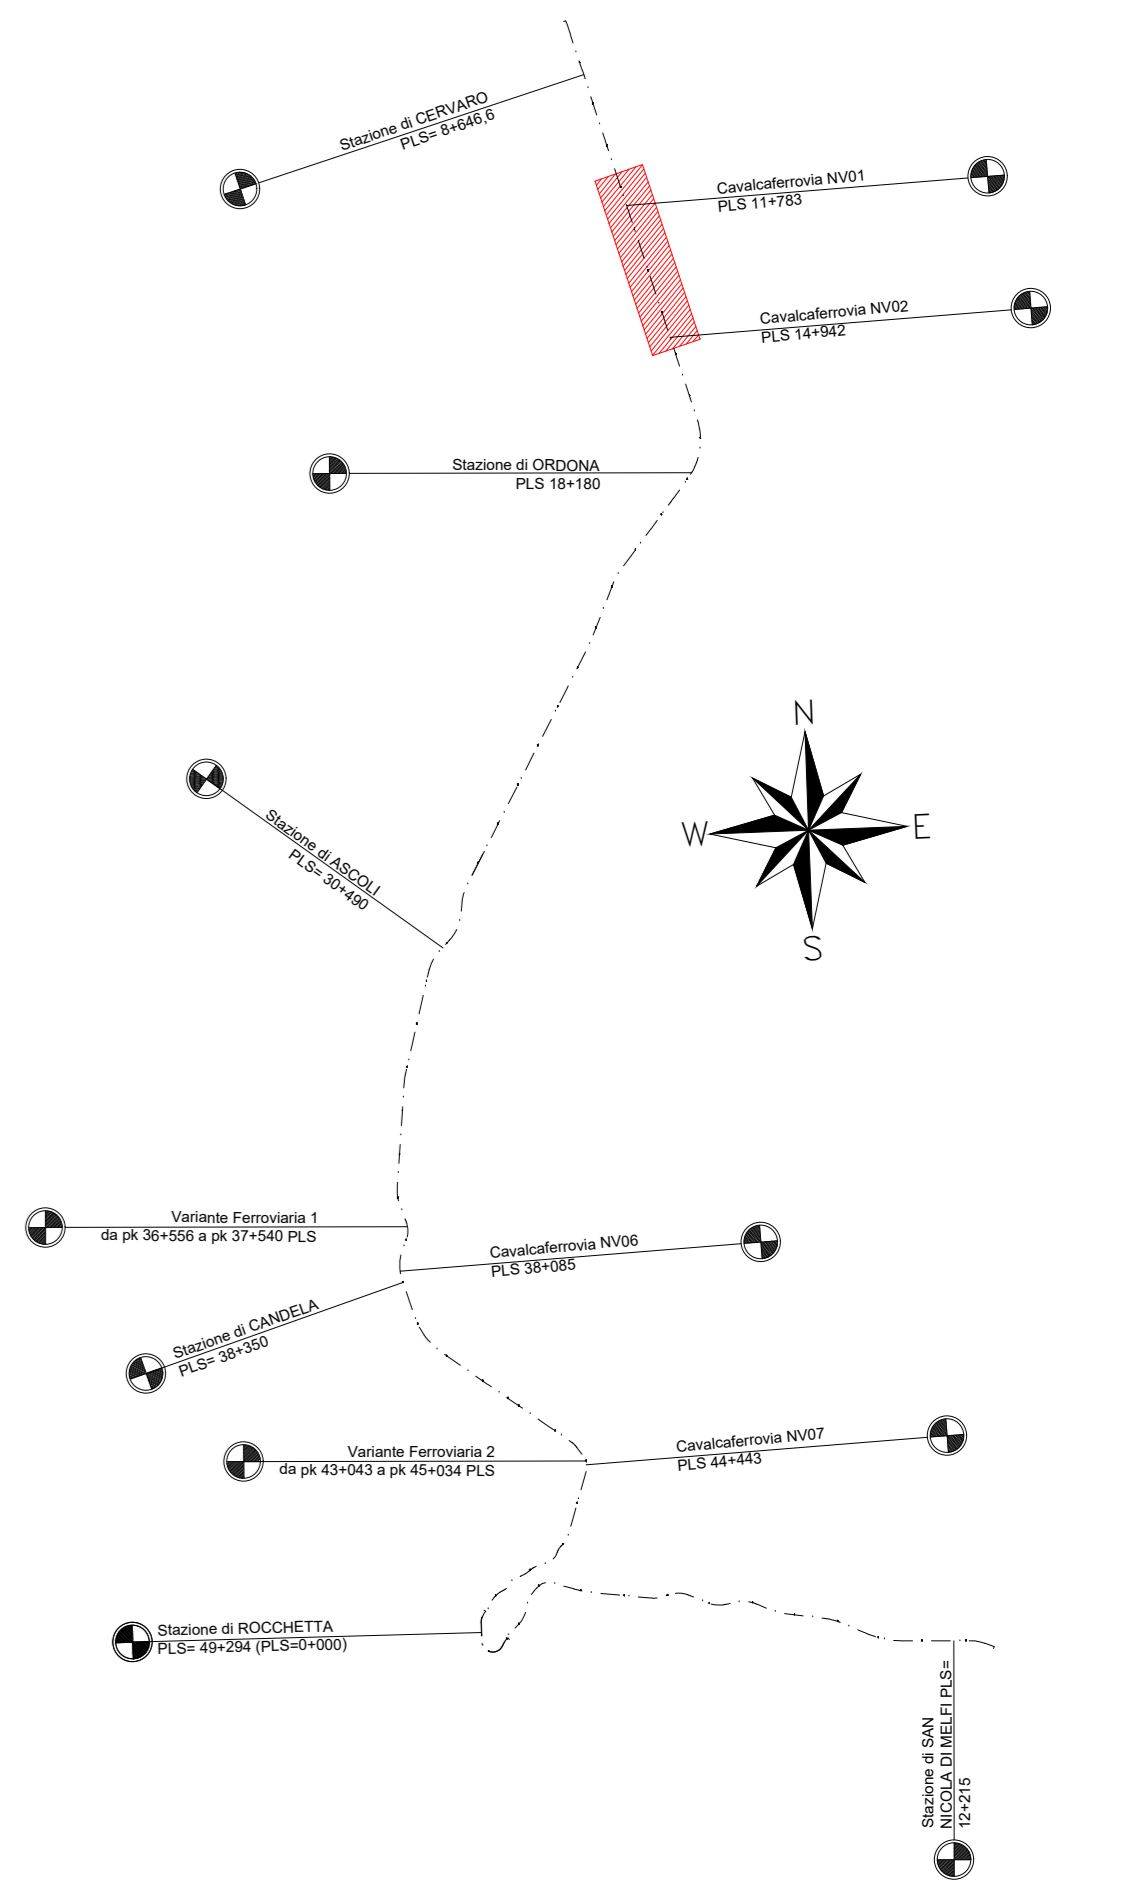 Stazione di CERVARO
PLS= 8+646,6
Cavalcaferrovia NV01
PLS 11+783
Cavalcaferrovia NV02
PLS 14+942
Stazione di ORDONA
PLS 18+180
N
W
E
S
Stazione di ASCOLI
PLS= 30+490
Variante Ferroviaria 1
da pk 36+556 a pk 37+540 PLS
Cavalcaferrovia NV06
PLS 38+085
Stazione di CANDELA
PLS= 38+350
Variante Ferroviaria 2
da pk 43+043 a pk 45+034 PLS
Cavalcaferrovia NV07
PLS 44+443
Stazione di ROCCHETTA
PLS= 49+294 (PLS=0+000)
Stazione di SAN
NICOLA DI MELFI PLS=
12+215